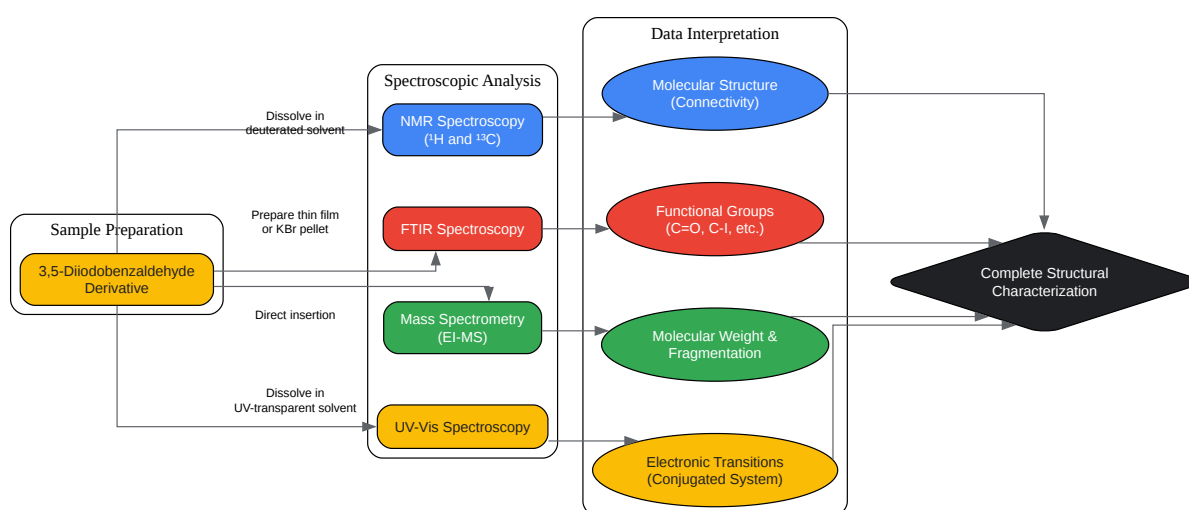 Data Interpretation
Spectroscopic Analysis
Molecular Structure
(Connectivity)
Dissolve in
deuterated solvent
NMR Spectroscopy
(¹H and ¹³C)
Sample Preparation
Prepare thin film
or KBr pellet
FTIR Spectroscopy
Functional Groups
(C=O, C-I, etc.)
3,5-Diiodobenzaldehyde
Derivative
Complete Structural
Characterization
Direct insertion
Mass Spectrometry
(EI-MS)
Molecular Weight &
Fragmentation
Dissolve in
UV-transparent solvent
UV-Vis Spectroscopy
Electronic Transitions
(Conjugated System)